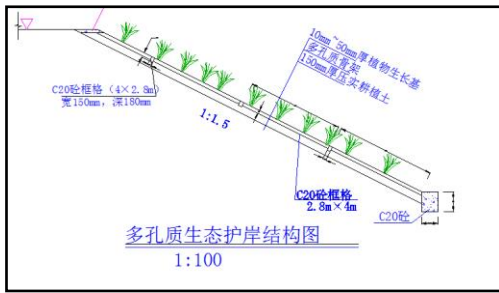 10mm~50mm厚植物生长基
多孔质骨架
150mm厚压实耕植土
C20砼框格(4×2.8m)
宽150mm,深180mm
1:1.5
C20砼框格
2.8m×4m
C20砼
多孔质生态护岸结构图
1:100